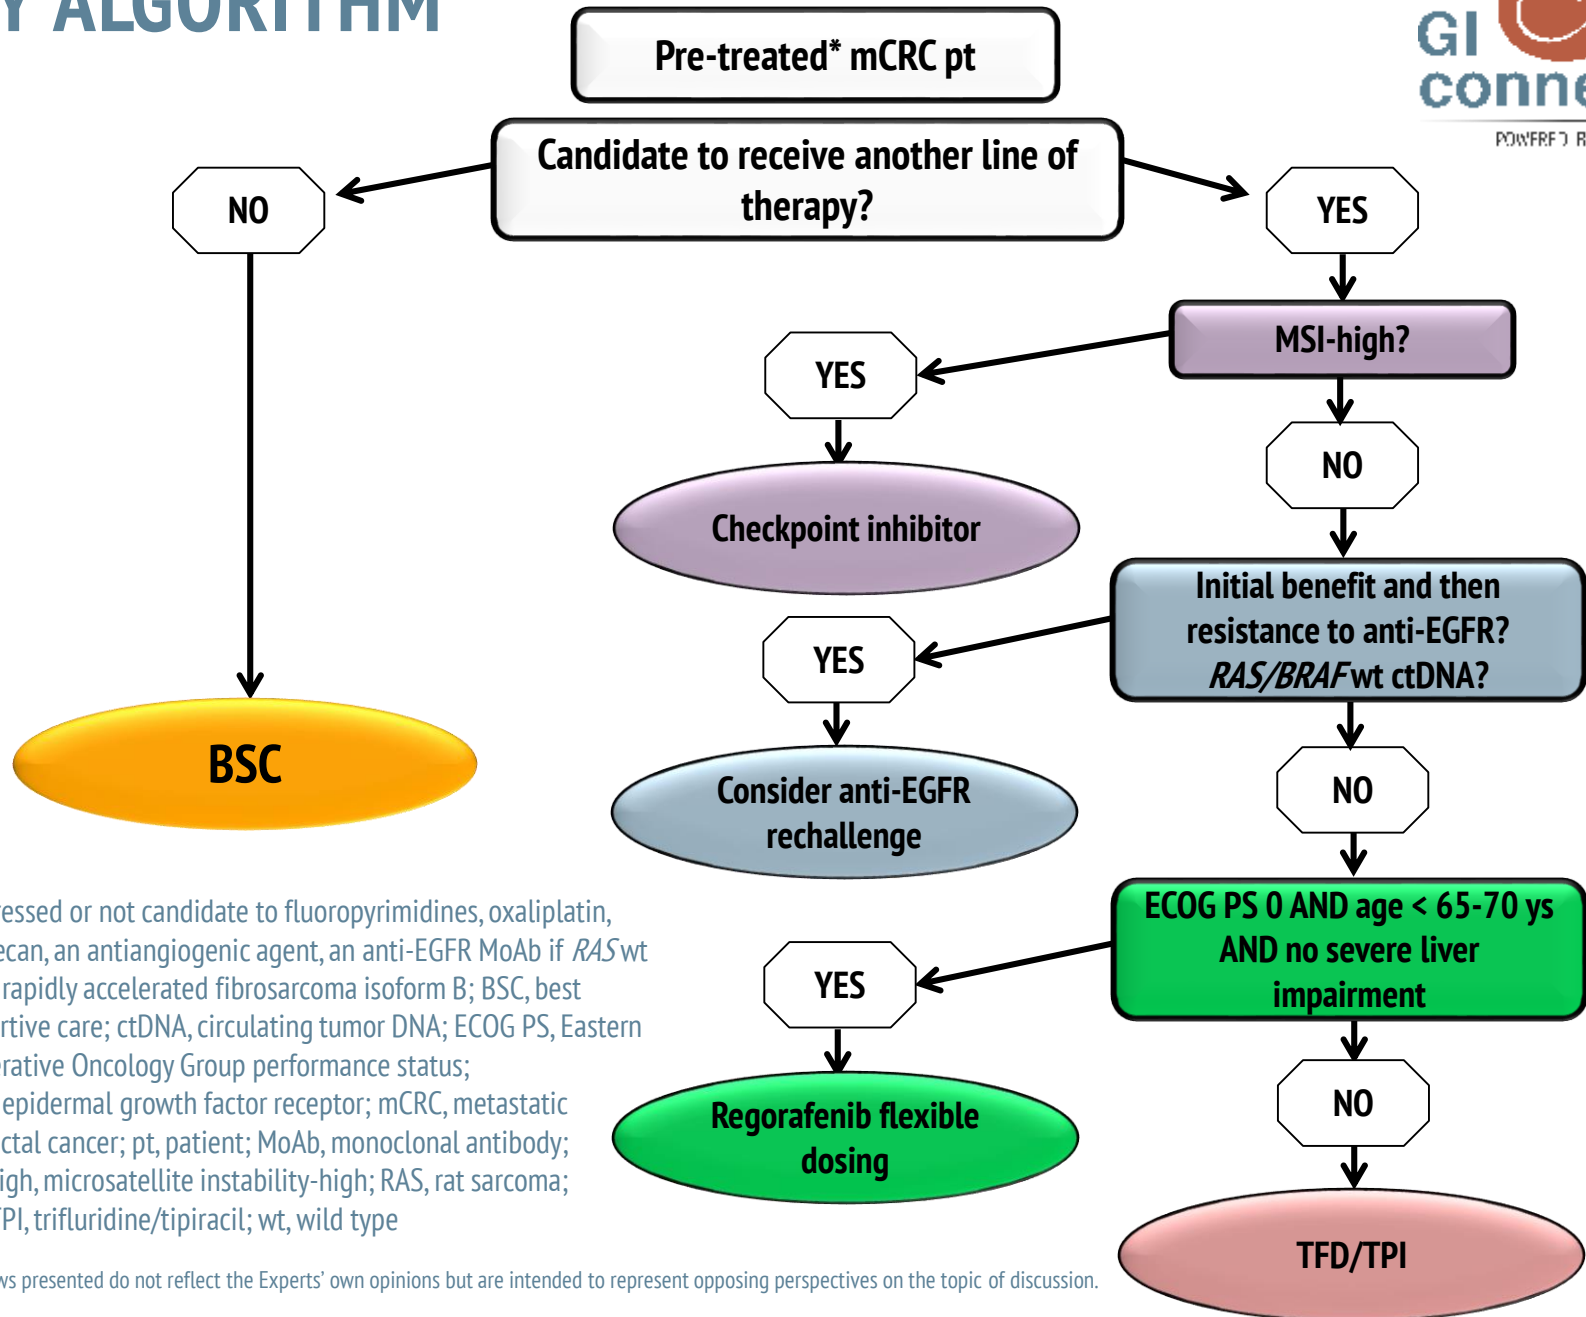 Y ALGORITHM
GI
conne
POWERED B
Pre-treated* mCRC pt
Candidate to receive another line of
therapy?
NO
YES
MSI-high?
YES
NO
Checkpoint inhibitor
Initial benefit and then
resistance to anti-EGFR?
RAS/BRAF wt ctDNA?
YES
NO
BSC
Consider anti-EGFR
rechallenge
ECOG PS 0 AND age < 65-70 ys
AND no severe liver
impairment
YES
NO
Regorafenib flexible
dosing
TFD/TPI
ressed or not candidate to fluoropyrimidines, oxaliplatin,
ecan, an antiangiogenic agent, an anti-EGFR MoAb if RAS wt
rapidly accelerated fibrosarcoma isoform B; BSC, best
rtive care; ctDNA, circulating tumor DNA; ECOG PS, Eastern
erative Oncology Group performance status;
epidermal growth factor receptor; mCRC, metastatic
ctal cancer; pt, patient; MoAb, monoclonal antibody;
igh, microsatellite instability-high; RAS, rat sarcoma;
TPI, trifluridine/tipiracil; wt, wild type
ws presented do not reflect the Experts' own opinions but are intended to represent opposing perspectives on the topic of discussion.